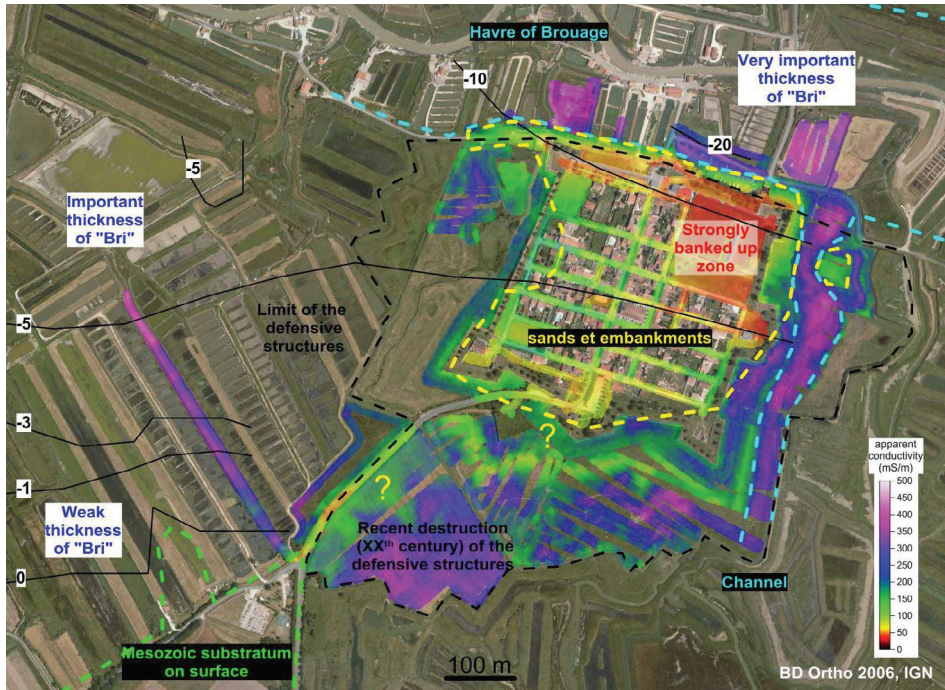 Havre of Brouage
-10
Very important
thickness
of "Bri"
-20
-5
Important
thickness
of "Bri"
Strongly
banked up
zone
-5
Limit of the
defensive
structures
sands et embankments
-3
-1
?
?
apparent
conductivity
(mS/m)
500
450
400
350
300
250
200
150
100
50
0
Weak
thickness
of "Bri"
0
Recent destruction
(XXth century) of the
defensive structures
Channel
Mesozoic substratum
on surface
100 m
BD Ortho 2006, IGN